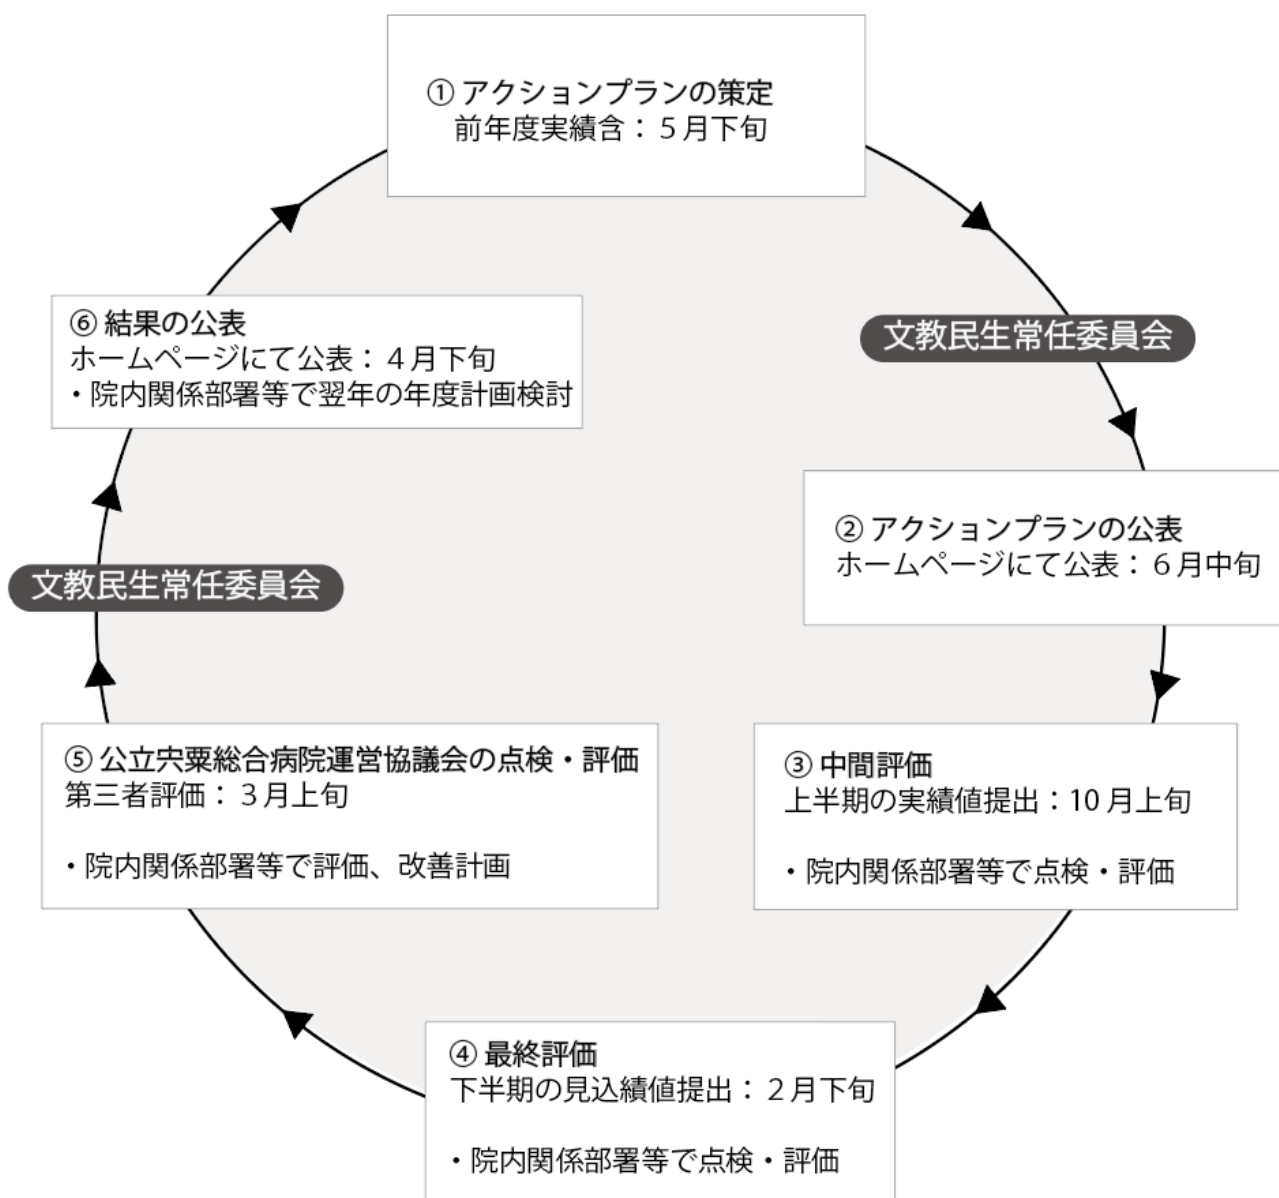 ① アクションプランの策定
前年度実績含：５月下旬
文教民生常任委員会
② アクションプランの公表
ホームページにて公表：６月中旬
③ 中間評価
上半期の実績値提出：10 月上旬
・院内関係部署等で点検・評価
④ 最終評価
下半期の見込績値提出：２月下旬
・院内関係部署等で点検・評価
⑤ 公立宍粟総合病院運営協議会の点検・評価
第三者評価：３月上旬
・院内関係部署等で評価、改善計画
文教民生常任委員会
⑥ 結果の公表
ホームページにて公表：４月下旬
・院内関係部署等で翌年の年度計画検討